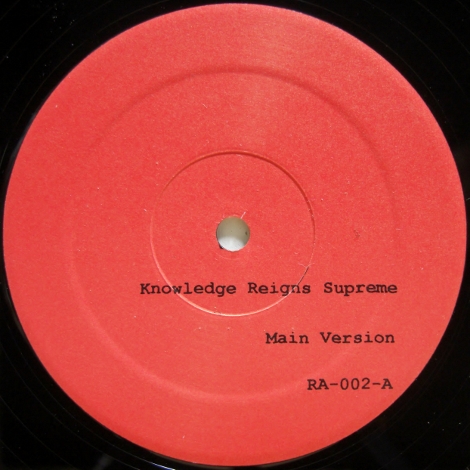 Knowledge Reigns Supreme
Main Version
RA-002-A